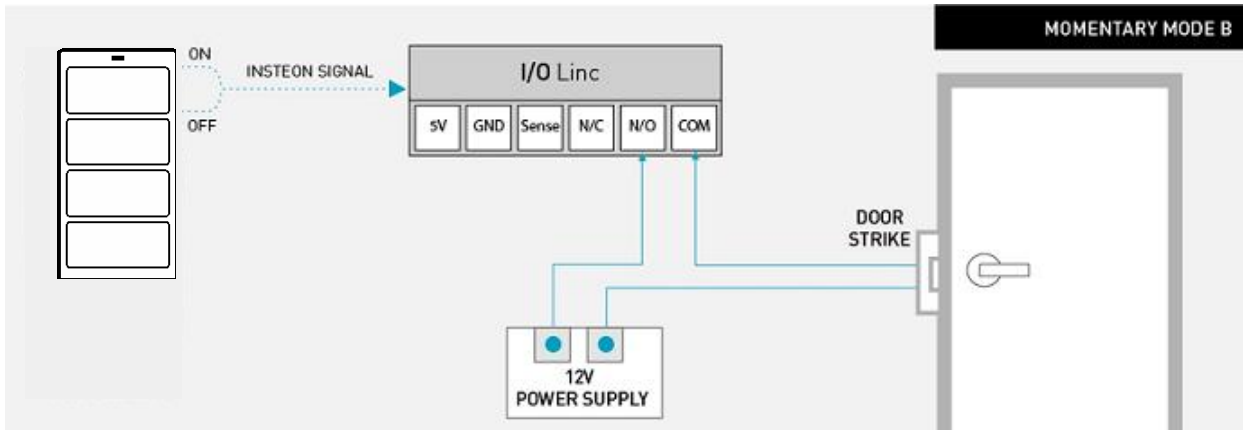 MOMENTARY MODE B
ON
INSTEON SIGNAL
OFF
I/O Linc
5V GND Sense N/C N/O COM
DOOR
STRIKE
12V
POWER SUPPLY